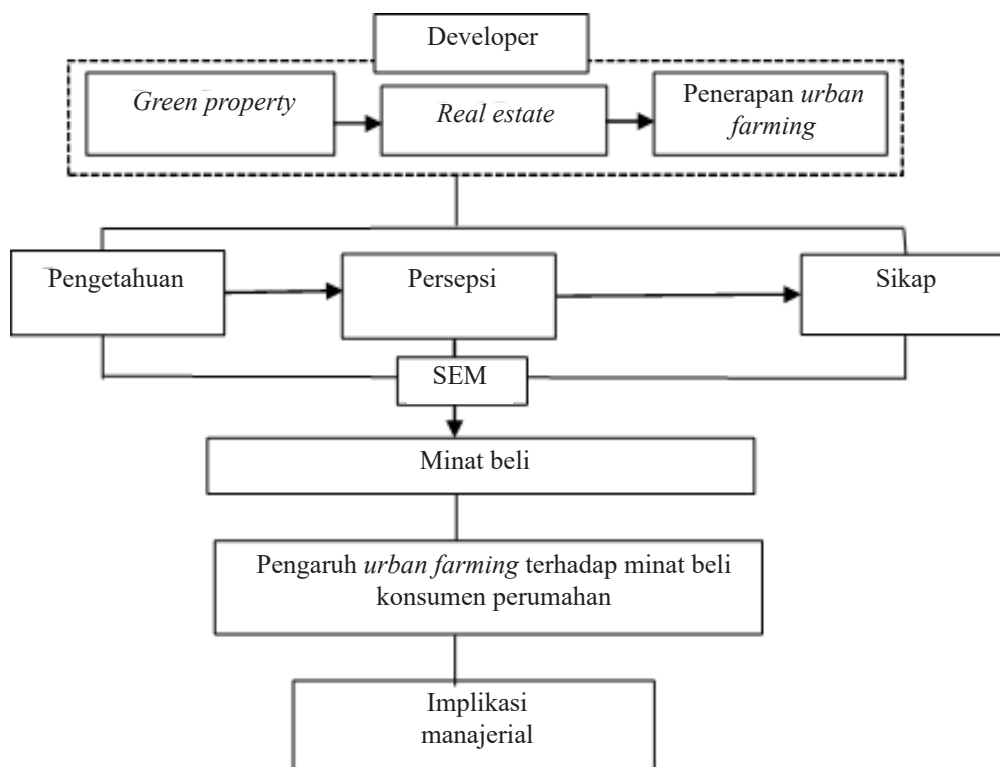 Developer
Green property
Real estate
Penerapan urban
farming
Pengetahuan
Persepsi
Sikap
SEM
Minat beli
Pengaruh urban farming terhadap minat beli
konsumen perumahan
Implikasi
manajerial